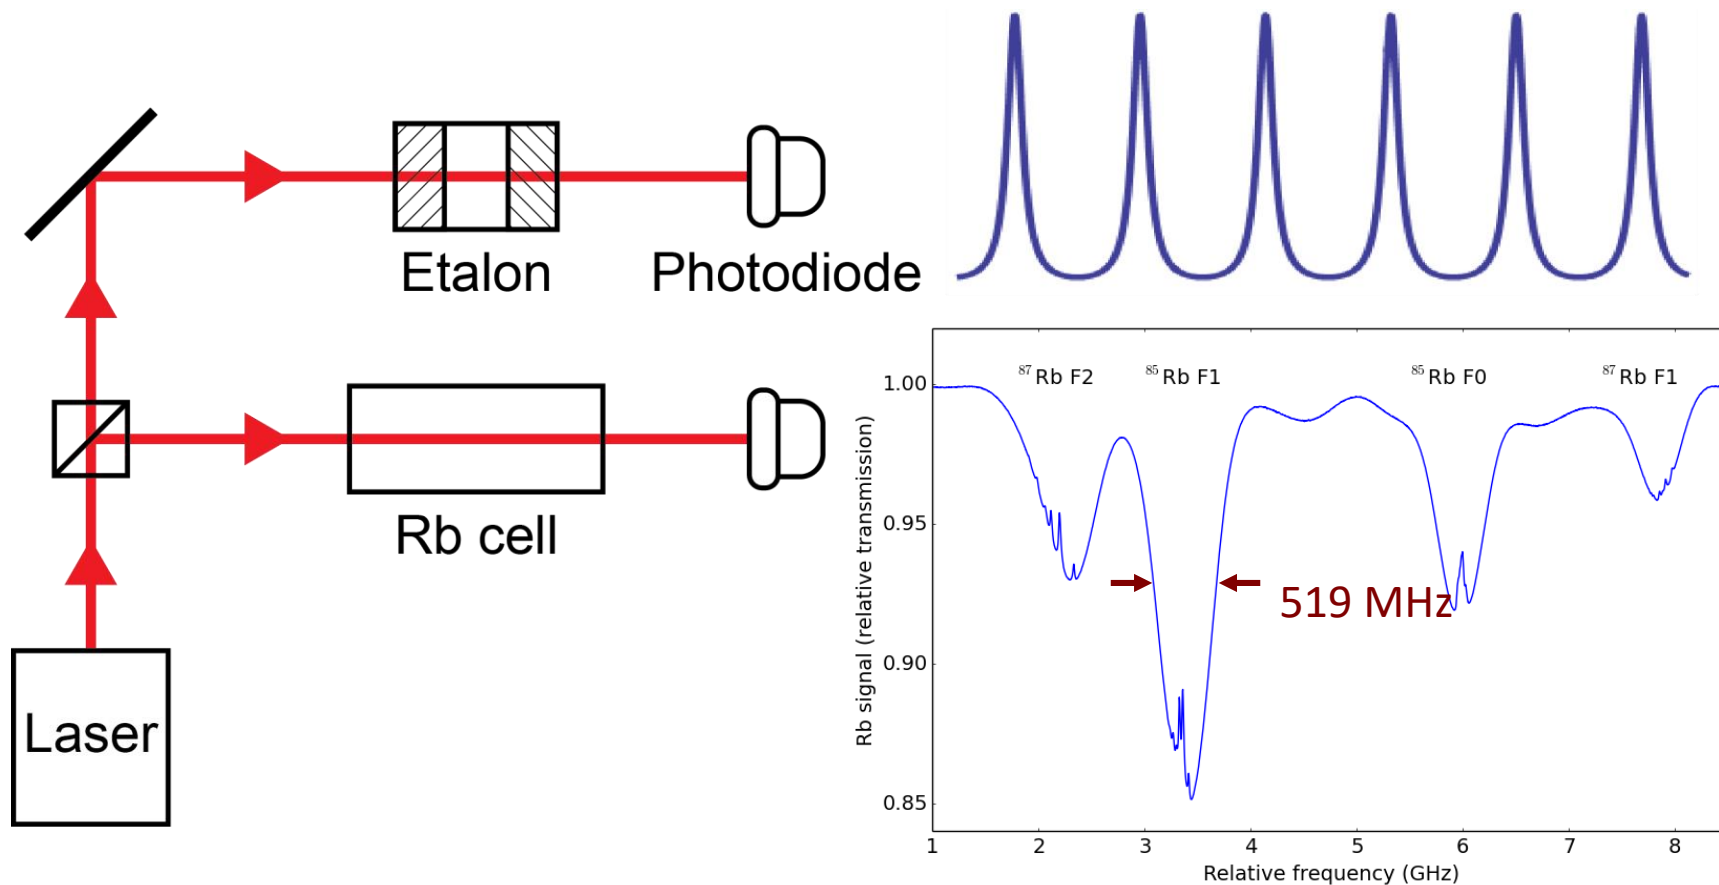 Etalon
Photodiode
Rb cell
Laser
⁸⁷Rb F2
⁸⁵Rb F1
⁸⁵Rb F0
⁸⁷Rb F1
1.00
0.95
0.90
0.85
519 MHz
Rb signal (relative transmission)
1 2 3 4 5 6 7 8
Relative frequency (GHz)